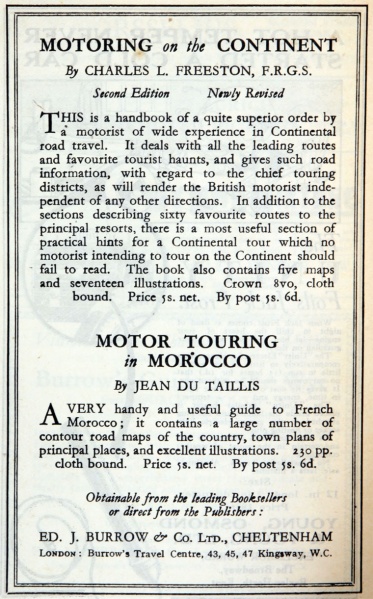 MOTORING on the CONTINENT
By CHARLES L. FREESTON, F.R.G.S.
Second Edition Newly Revised
THIS is a handbook of a quite superior order by
a motorist of wide experience in Continental
road travel. It deals with all the leading routes
and favourite tourist haunts, and gives such road
information, with regard to the chief touring
districts, as will render the British motorist inde-
pendent of any other directions. In addition to the
sections describing sixty favourite routes to the
principal resorts, there is a most useful section of
practical hints for a Continental tour which no
motorist intending to tour on the Continent should
fail to read. The book also contains five maps
and seventeen illustrations. Crown 8vo, cloth
bound. Price 5s. net. By post 5s. 6d.
MOTOR TOURING
in MOROCCO
By JEAN DU TAILLIS
A VERY handy and useful guide to French
Morocco; it contains a large number of
contour road maps of the country, town plans of
principal places, and excellent illustrations. 230 pp.
cloth bound. Price 5s. net. By post 5s. 6d.
Obtainable from the leading Booksellers
or direct from the Publishers:
ED. J. BURROW & Co. LTD., CHELTENHAM
LONDON: Burrow's Travel Centre, 43, 45, 47 Kingsway, W.C.